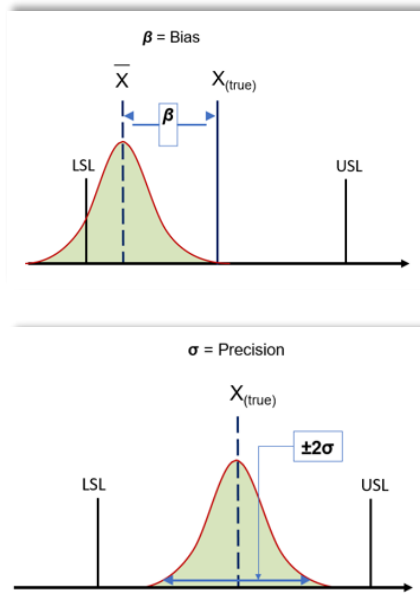 β = Bias
X̅
X(true)
β
LSL
USL
σ = Precision
X(true)
±2σ
LSL
USL